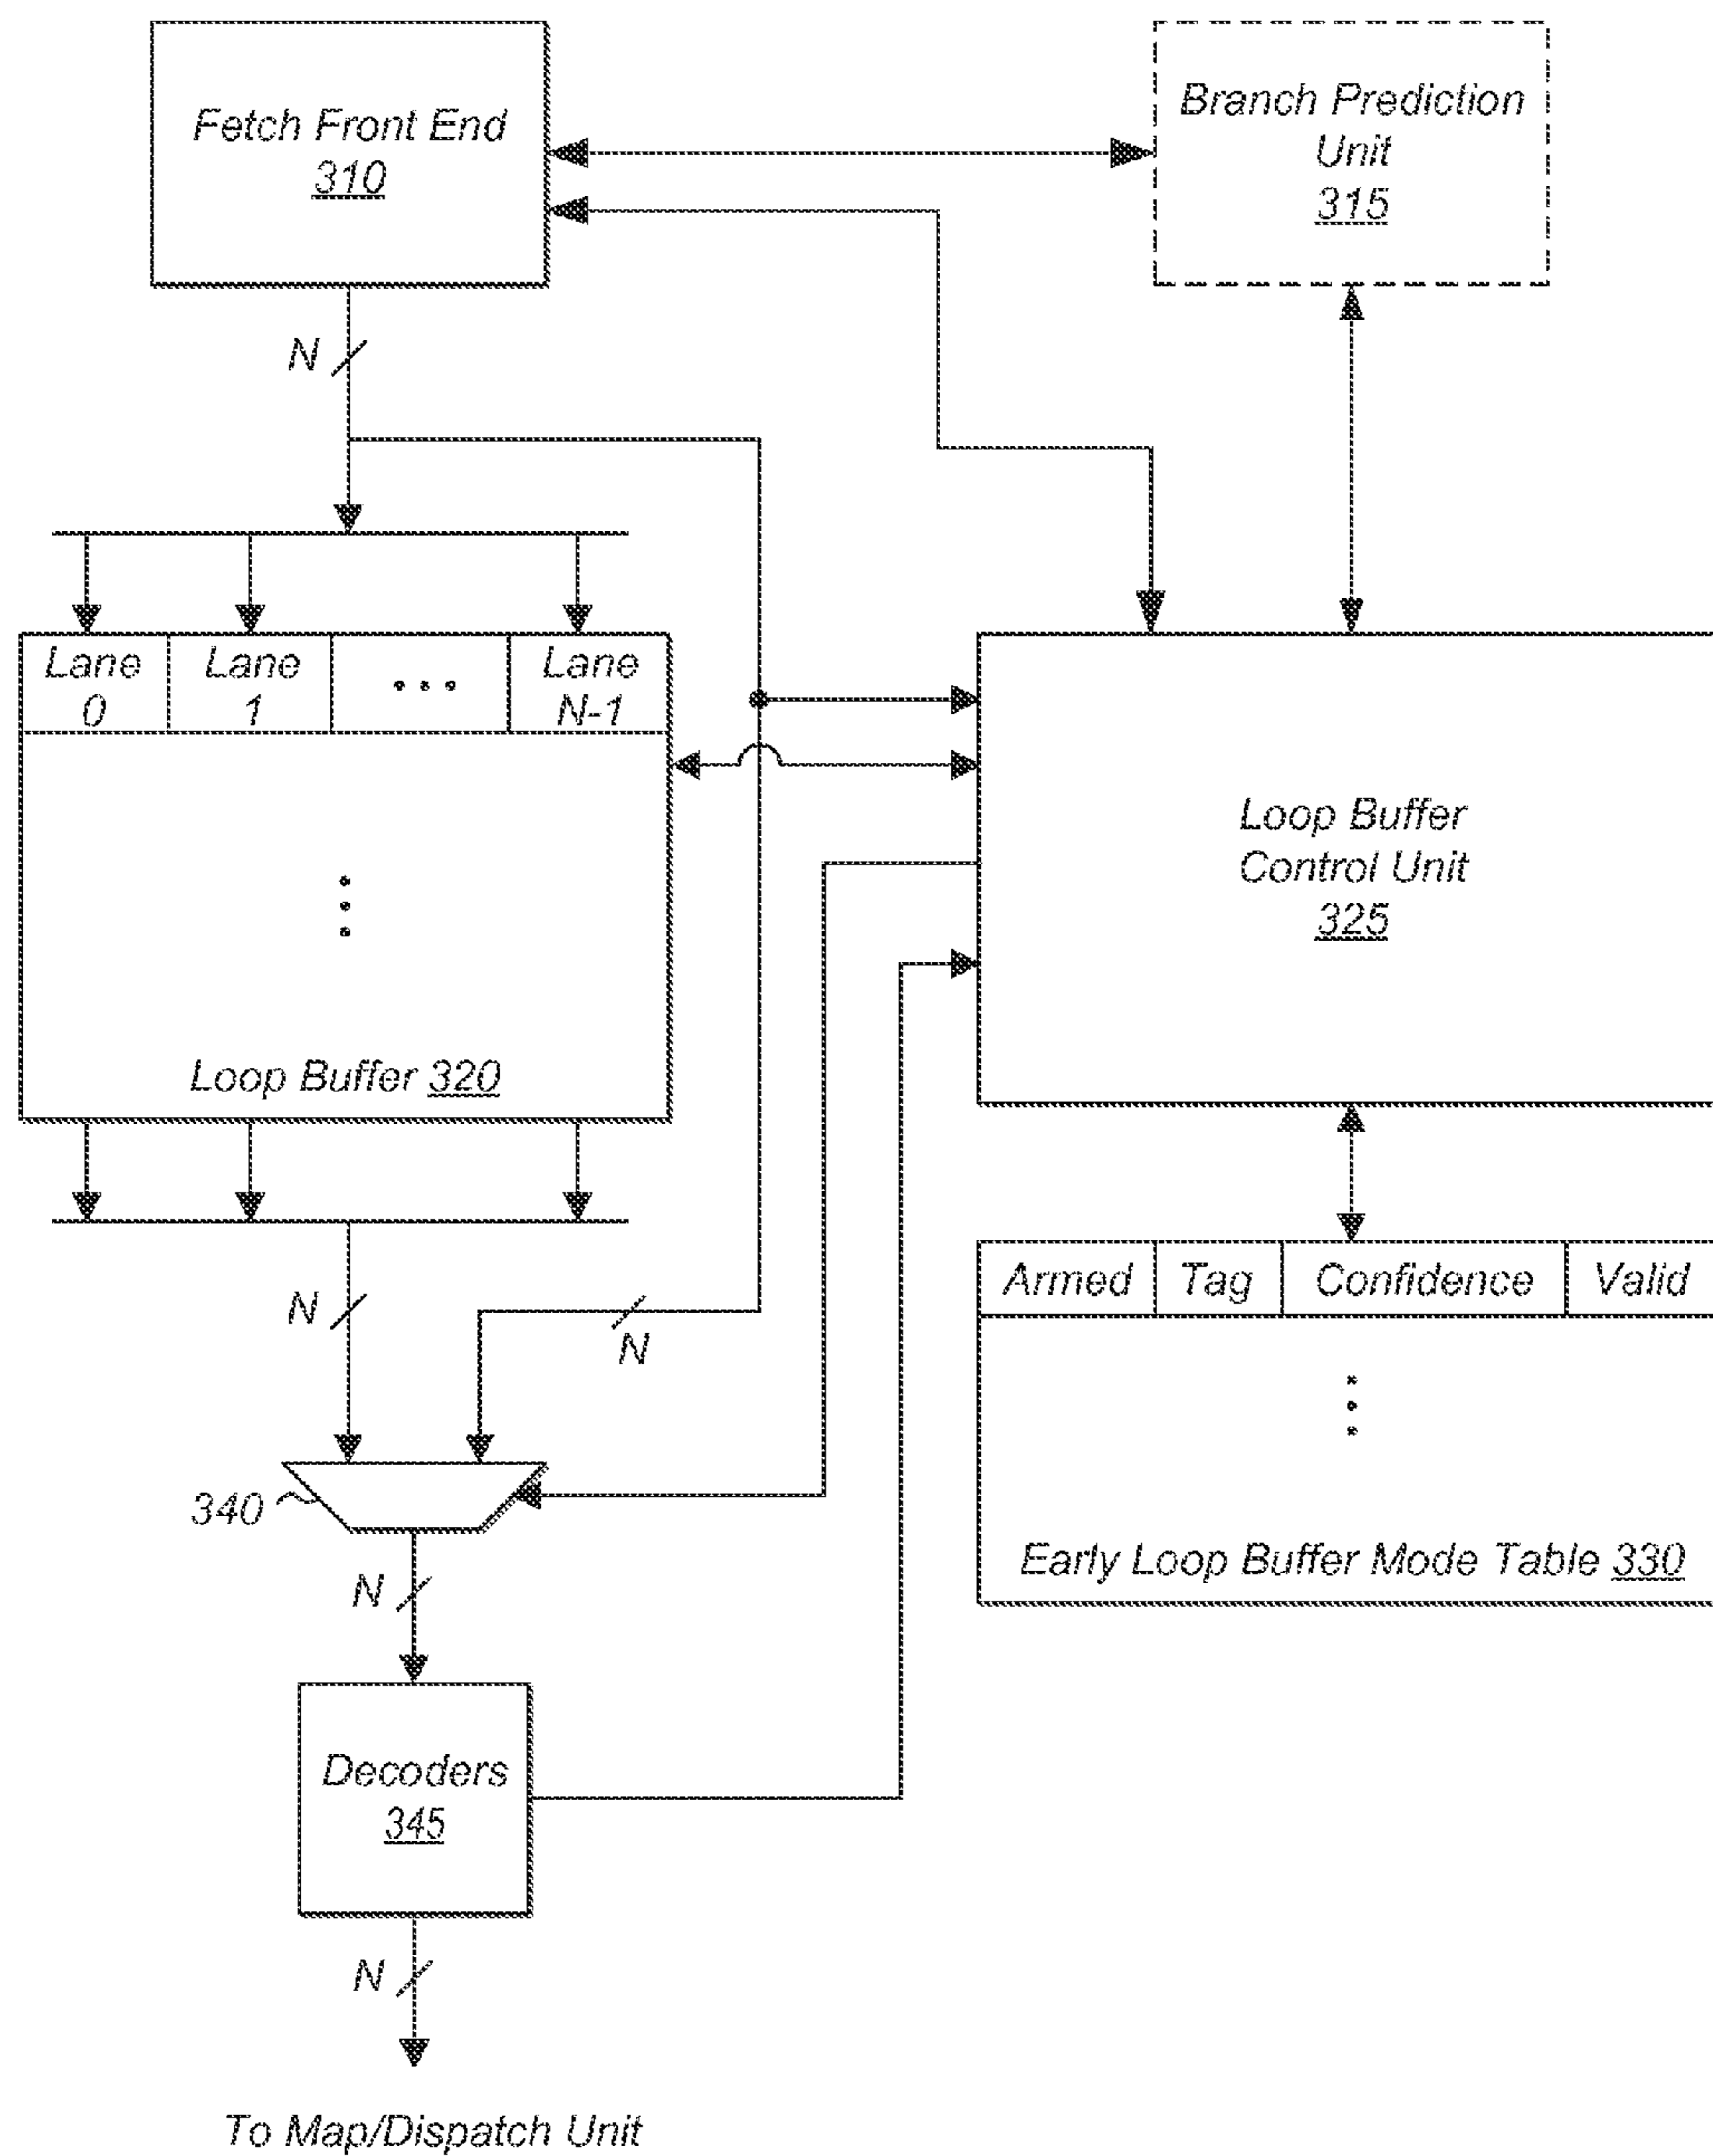 Fetch Front End
310
Branch Prediction
Unit
315
N
Lane
0
Lane
1
Lane
N-1
Loop Buffer 320
Loop Buffer
Control Unit
325
N
N
Armed
Tag
Confidence
Valid
Early Loop Buffer Mode Table 330
340
N
Decoders
345
N
To Map/Dispatch Unit